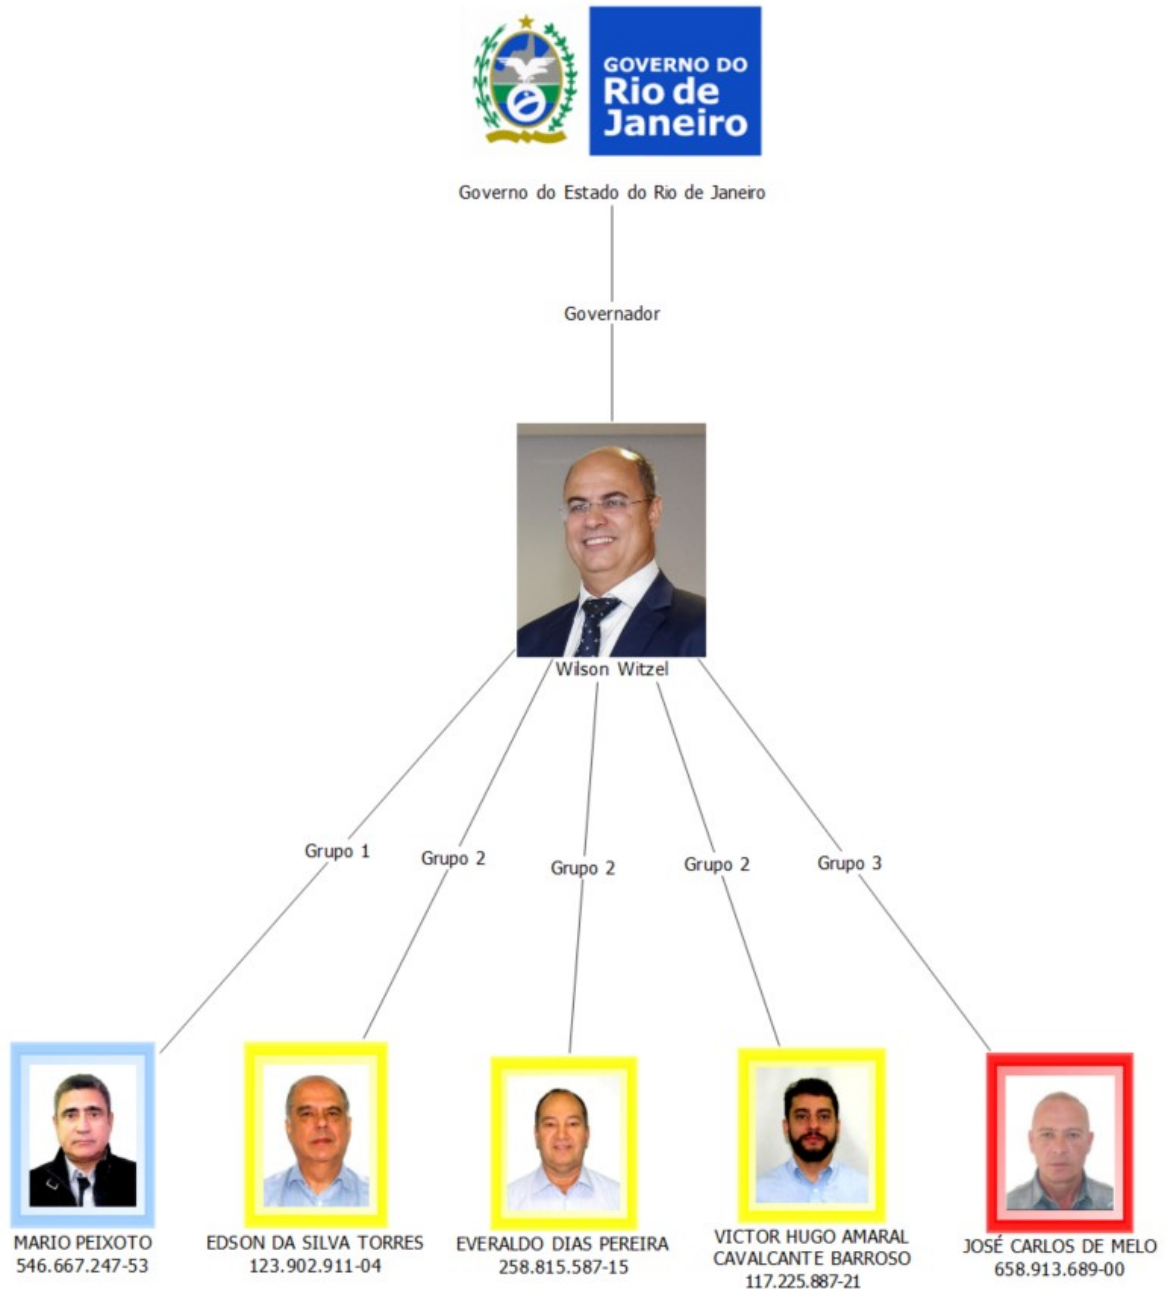 GOVERNO DO
Rio de
Janeiro
Governo do Estado do Rio de Janeiro
Governador
Wilson Witzel
Grupo 1
Grupo 2
Grupo 2
Grupo 2
Grupo 3
MARIO PEIXOTO
546.667.247-53
EDSON DA SILVA TORRES
123.902.911-04
EVERALDO DIAS PEREIRA
258.815.587-15
VICTOR HUGO AMARAL
CAVALCANTE BARROSO
117.225.887-21
JOSÉ CARLOS DE MELO
658.913.689-00